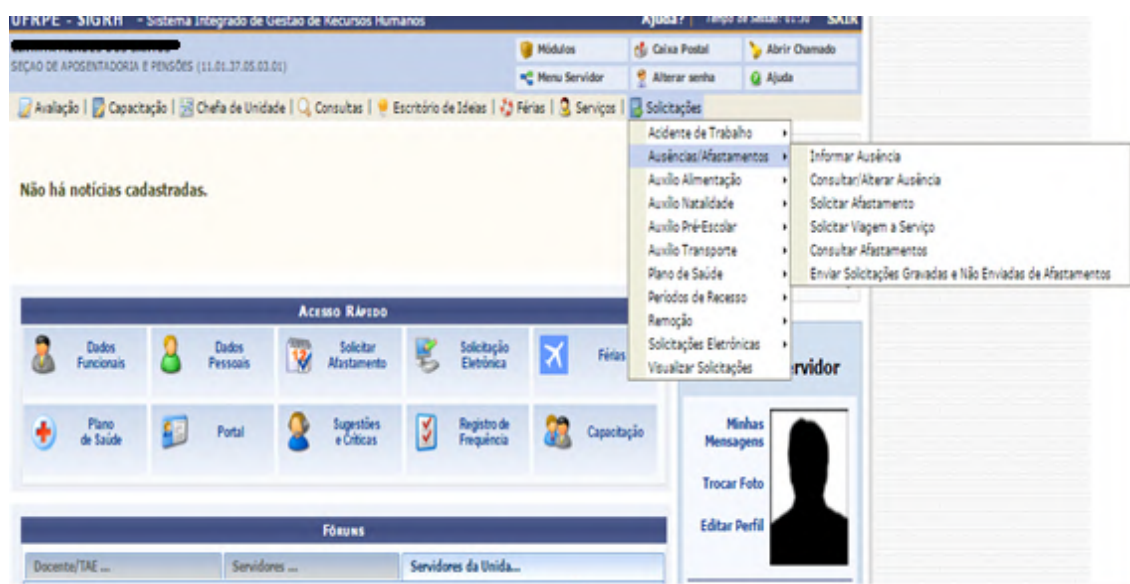 UFRPE - SIGRH - Sistema Integrado de Gestão de Recursos Humanos
Ajuda? | Tempo de Sessão: 01:30 SAIR
SEÇÃO DE APOSENTADORIA E PENSÕES (11.01.37.05.03.01)
Módulos
Caixa Postal
Abrir Chamado
Menu Servidor
Alterar senha
Ajuda
Avaliação | Capacitação | Chefia de Unidade | Consultas | Escritório de Ideias | Férias | Serviços | Solicitações
Acidente de Trabalho
Ausências/Afastamentos
Auxílio Alimentação
Auxílio Natalidade
Auxílio Pré-Escolar
Auxílio Transporte
Plano de Saúde
Períodos de Recesso
Remoção
Solicitações Eletrônicas
Visualizar Solicitações
Informar Ausência
Consultar/Alterar Ausência
Solicitar Afastamento
Solicitar Viagem a Serviço
Consultar Afastamentos
Enviar Solicitações Gravadas e Não Enviadas de Afastamentos
Não há notícias cadastradas.
Acesso Rápido
Dados
Funcionais
Dados
Pessoais
Solicitar
Afastamento
Solicitação
Eletrônica
Férias
Plano
de Saúde
Portal
Sugestões
e Críticas
Registro de
Frequência
Capacitação
rvidor
Minhas
Mensagens
Trocar Foto
Editar Perfil
Fóruns
Docente/TAE ...
Servidores ...
Servidores da Unida...